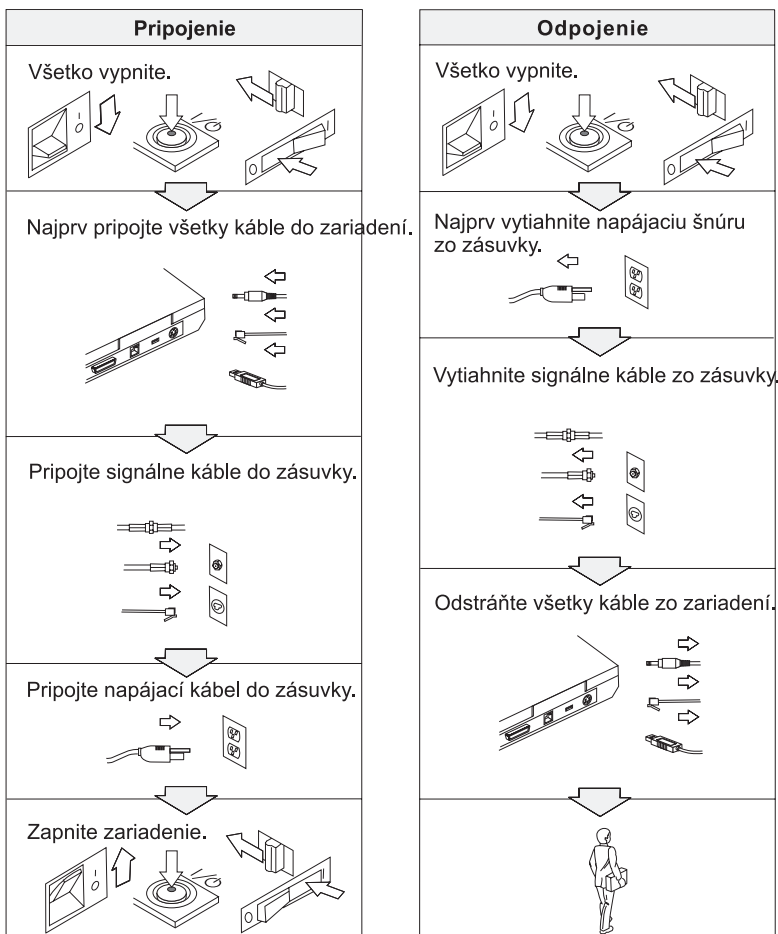 Pripojenie
Všetko vypnite.
Najprv pripojte všetky káble do zariadení.
Pripojte signálne káble do zásuvky.
Pripojte napájací kábel do zásuvky.
Zapnite zariadenie.
Odpojenie
Všetko vypnite.
Najprv vytiahnite napájaciu šnúru
zo zásuvky.
Vytiahnite signálne káble zo zásuvky.
Odstráňte všetky káble zo zariadení.